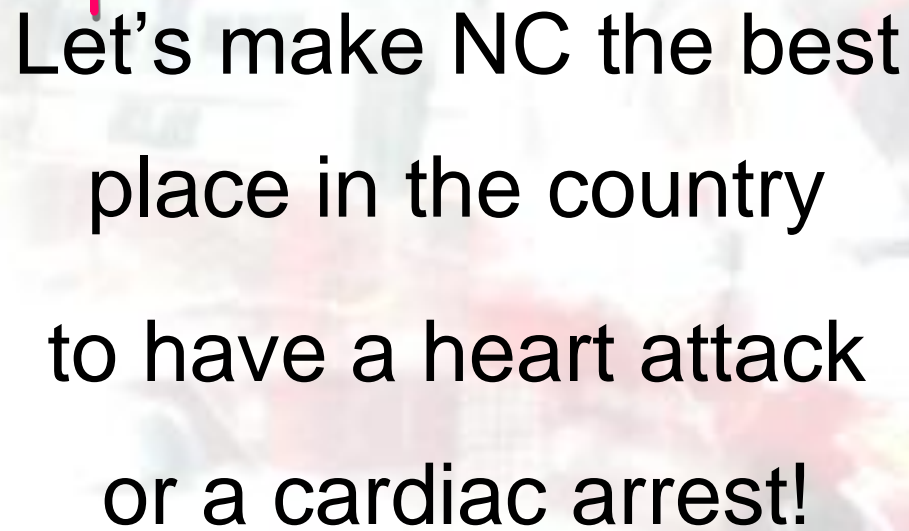 Let’s make NC the best
place in the country
to have a heart attack
or a cardiac arrest!